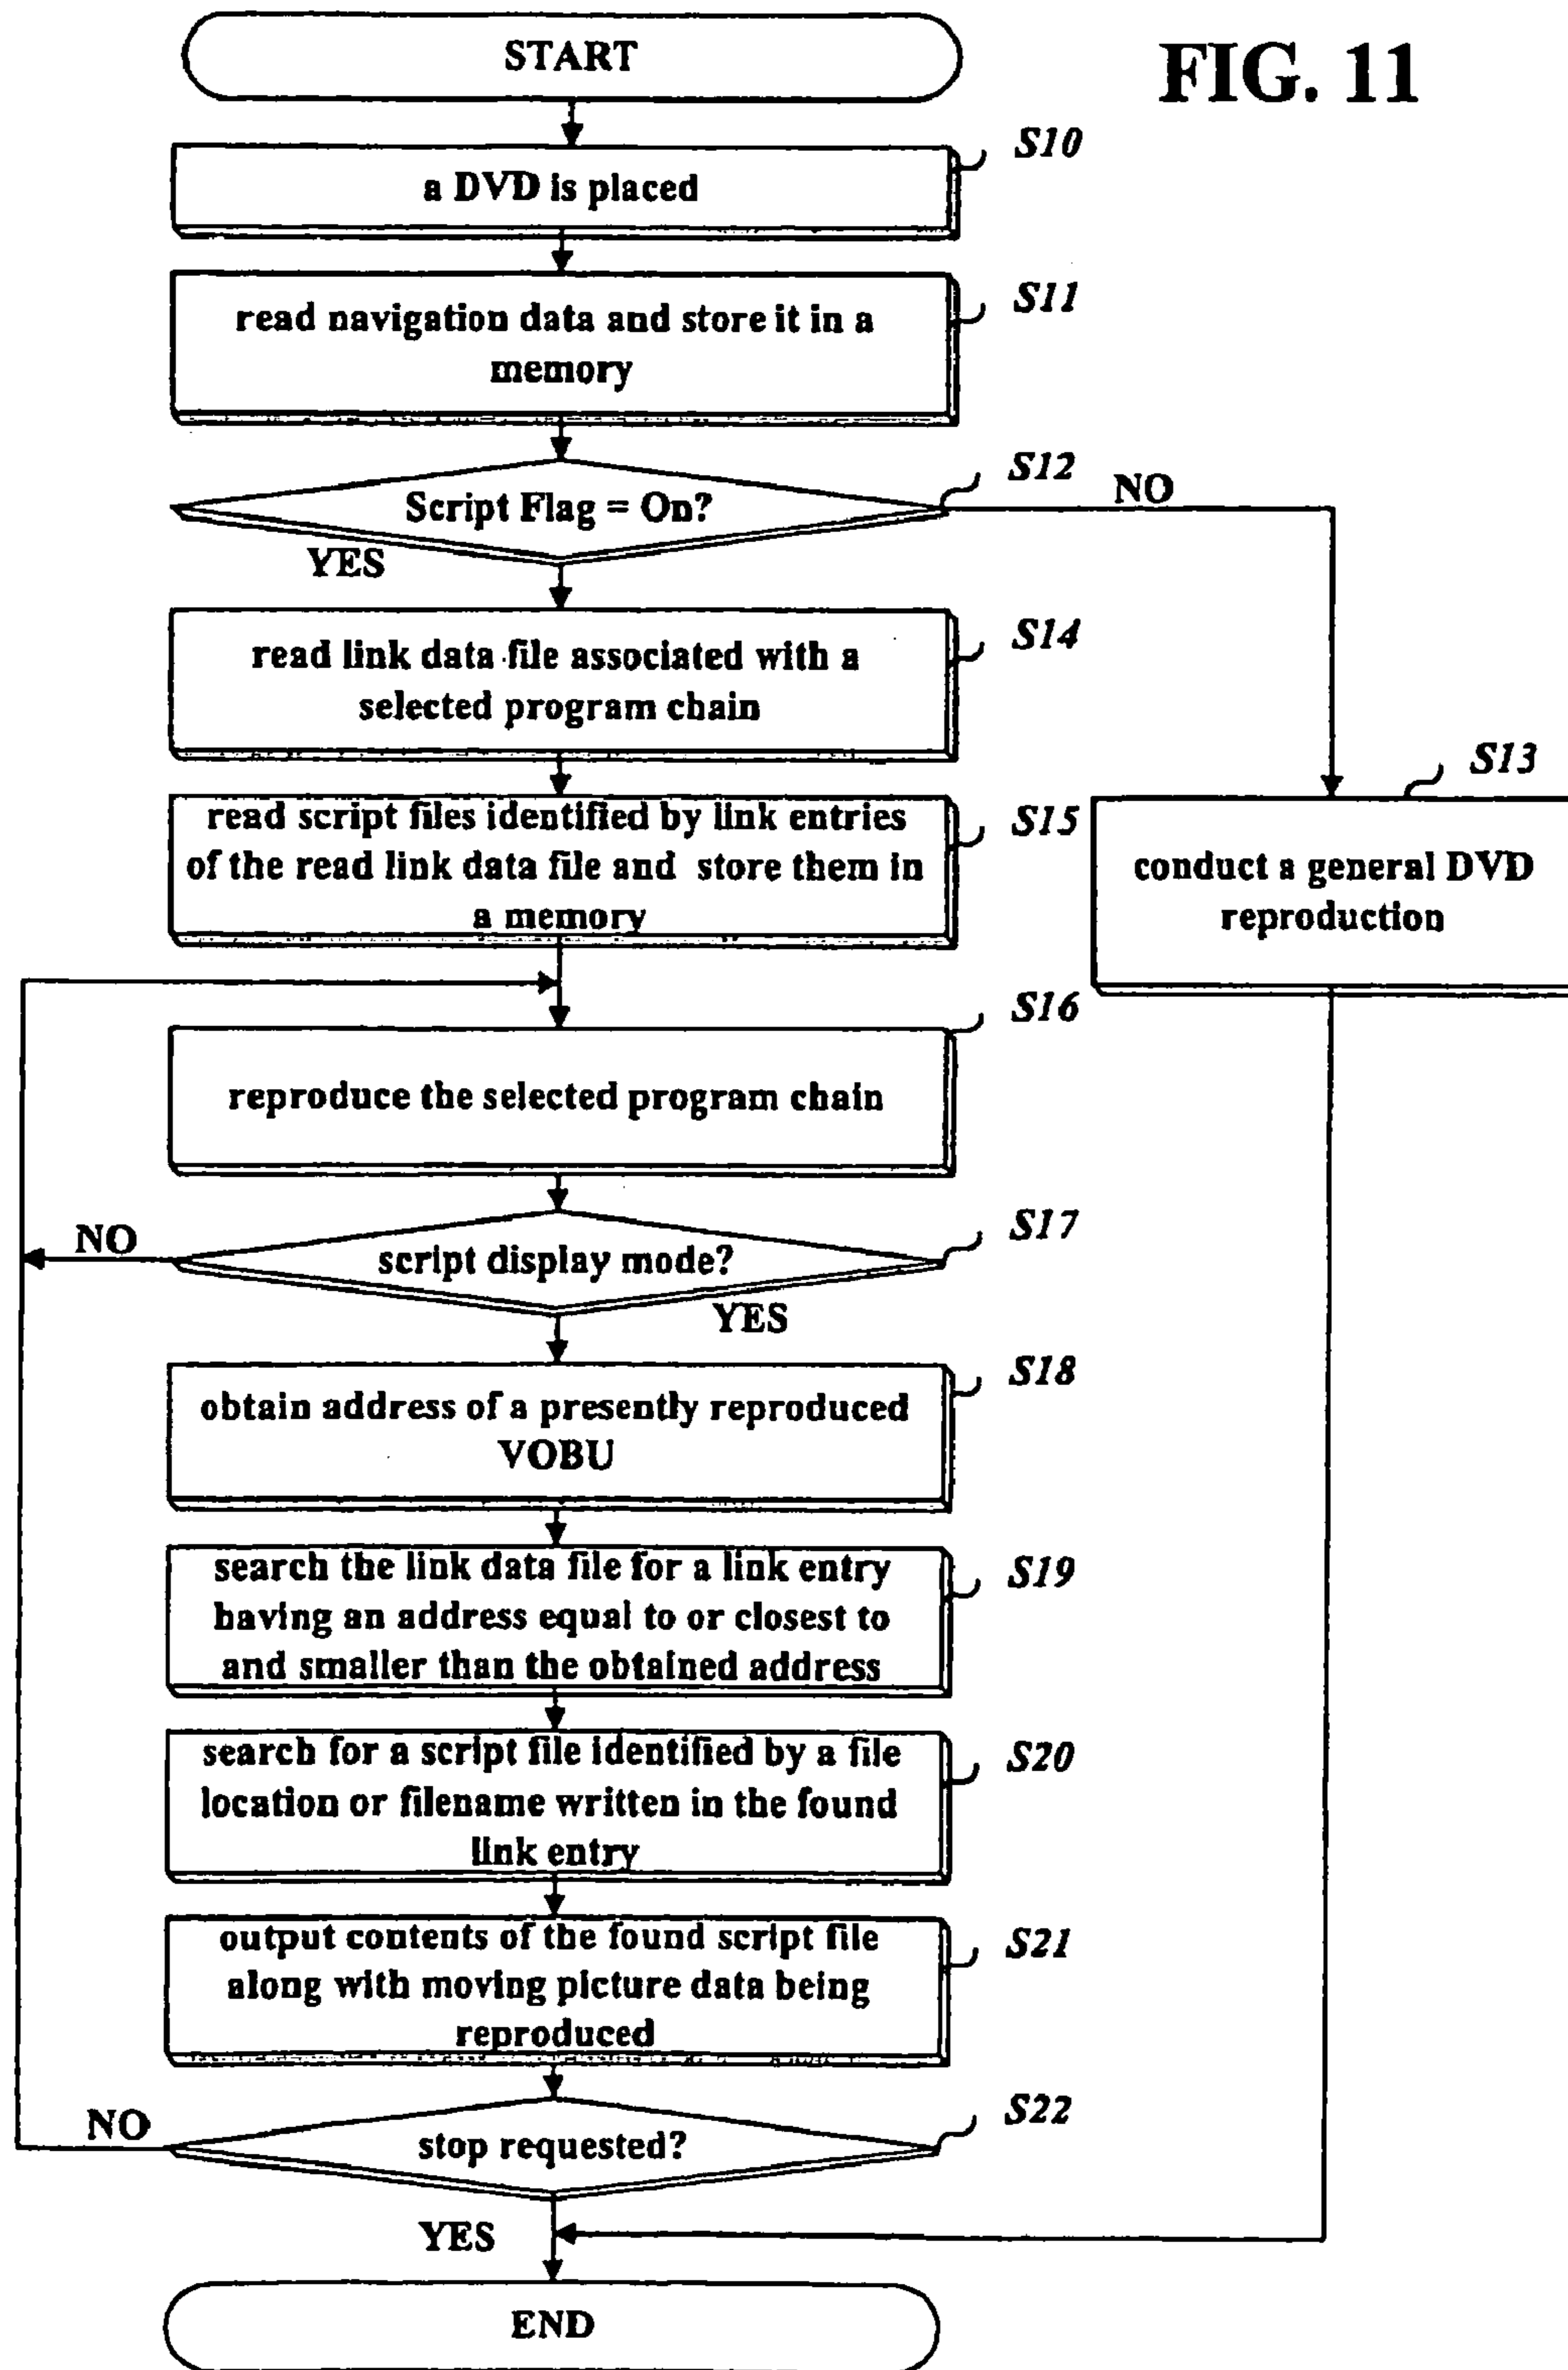 START
FIG. 11
S10
a DVD is placed
S11
read navigation data and store it in a
memory
S12
Script Flag = On?
NO
YES
S14
read link data file associated with a
selected program chain
S13
conduct a general DVD
reproduction
S15
read script files identified by link entries
of the read link data file and store them in
a memory
S16
reproduce the selected program chain
S17
NO
script display mode?
YES
S18
obtain address of a presently reproduced
VOBU
S19
search the link data file for a link entry
having an address equal to or closest to
and smaller than the obtained address
S20
search for a script file identified by a file
location or filename written in the found
link entry
S21
output contents of the found script file
along with moving picture data being
reproduced
S22
NO
stop requested?
YES
END